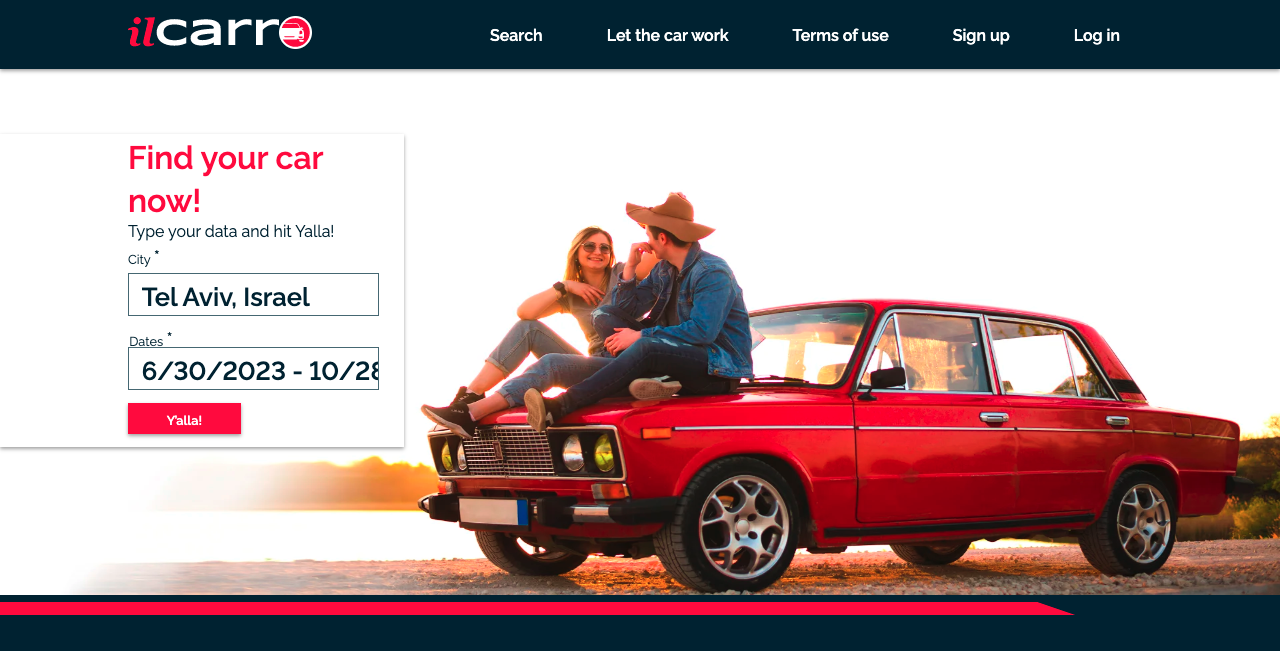 ilcarro
Search
Let the car work
Terms of use
Sign up
Log in
Find your car
now!
Type your data and hit Yalla!
City *
Tel Aviv, Israel
Dates *
6/30/2023 - 10/28
Y'alla!